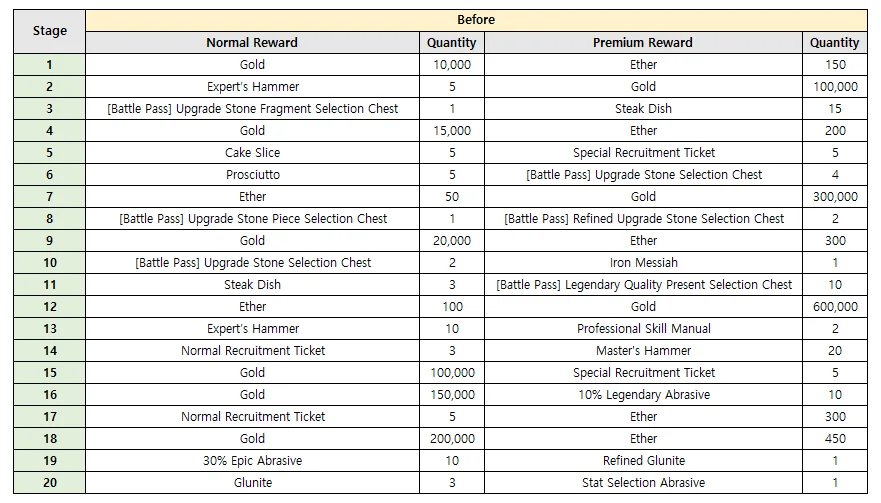 Stage Before
Normal Reward Quantity Premium Reward Quantity
1 Gold 10,000 Ether 150
2 Expert's Hammer 5 Gold 100,000
3 [Battle Pass] Upgrade Stone Fragment Selection Chest 1 Steak Dish 15
4 Gold 15,000 Ether 200
5 Cake Slice 5 Special Recruitment Ticket 5
6 Prosciutto 5 [Battle Pass] Upgrade Stone Selection Chest 4
7 Ether 50 Gold 300,000
8 [Battle Pass] Upgrade Stone Piece Selection Chest 1 [Battle Pass] Refined Upgrade Stone Selection Chest 2
9 Gold 20,000 Ether 300
10 [Battle Pass] Upgrade Stone Selection Chest 2 Iron Messiah 1
11 Steak Dish 3 [Battle Pass] Legendary Quality Present Selection Chest 10
12 Ether 100 Gold 600,000
13 Expert's Hammer 10 Professional Skill Manual 2
14 Normal Recruitment Ticket 3 Master's Hammer 20
15 Gold 100,000 Special Recruitment Ticket 5
16 Gold 150,000 10% Legendary Abrasive 10
17 Normal Recruitment Ticket 5 Ether 300
18 Gold 200,000 Ether 450
19 30% Epic Abrasive 10 Refined Glunite 1
20 Glunite 3 Stat Selection Abrasive 1